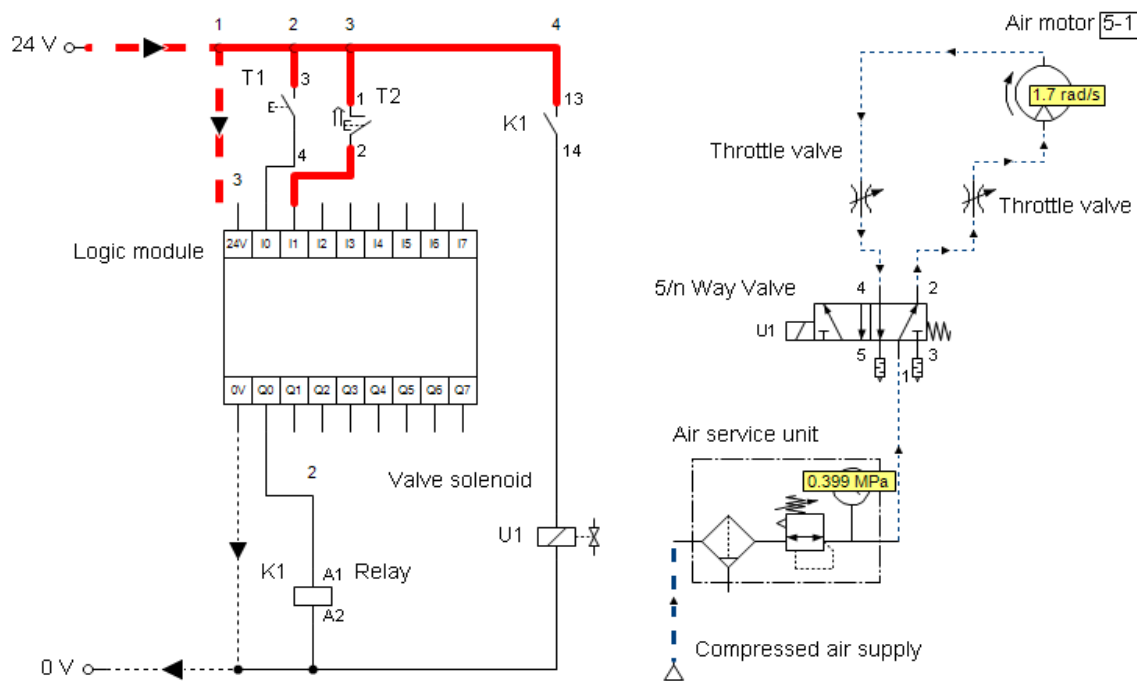 1 2 3 4
Air motor 5-1
24 V
T1 3
1 T2
13
1.7 rad/s
E
E
K1
4
2
14
Throttle valve
3
Throttle valve
24V I0 I1 I2 I3 I4 I5 I6 I7
Logic module
4 2
5/n Way Valve
U1
5 3
1
0V Q0 Q1 Q2 Q3 Q4 Q5 Q6 Q7
Air service unit
2
Valve solenoid
0.399 MPa
U1
K1 A1 Relay
A2
Compressed air supply
0 V